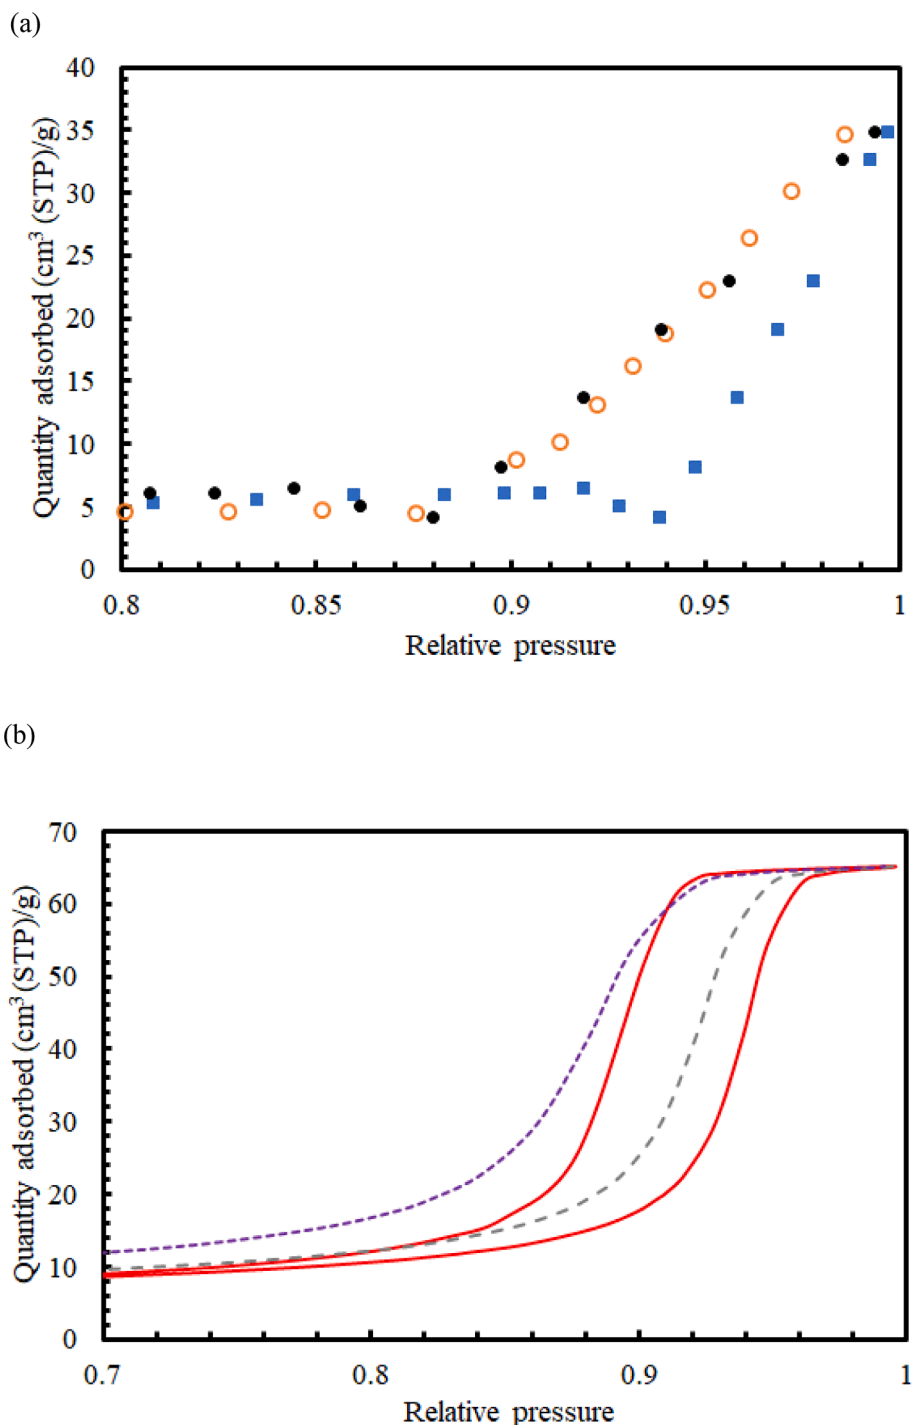 (a)
Quantity adsorbed (cm³ (STP)/g)
40
35
30
25
20
15
10
5
0
0.8 0.85 0.9 0.95 1
Relative pressure
(b)
Quantity adsorbed (cm³ (STP)/g)
70
60
50
40
30
20
10
0
0.7 0.8 0.9 1
Relative pressure